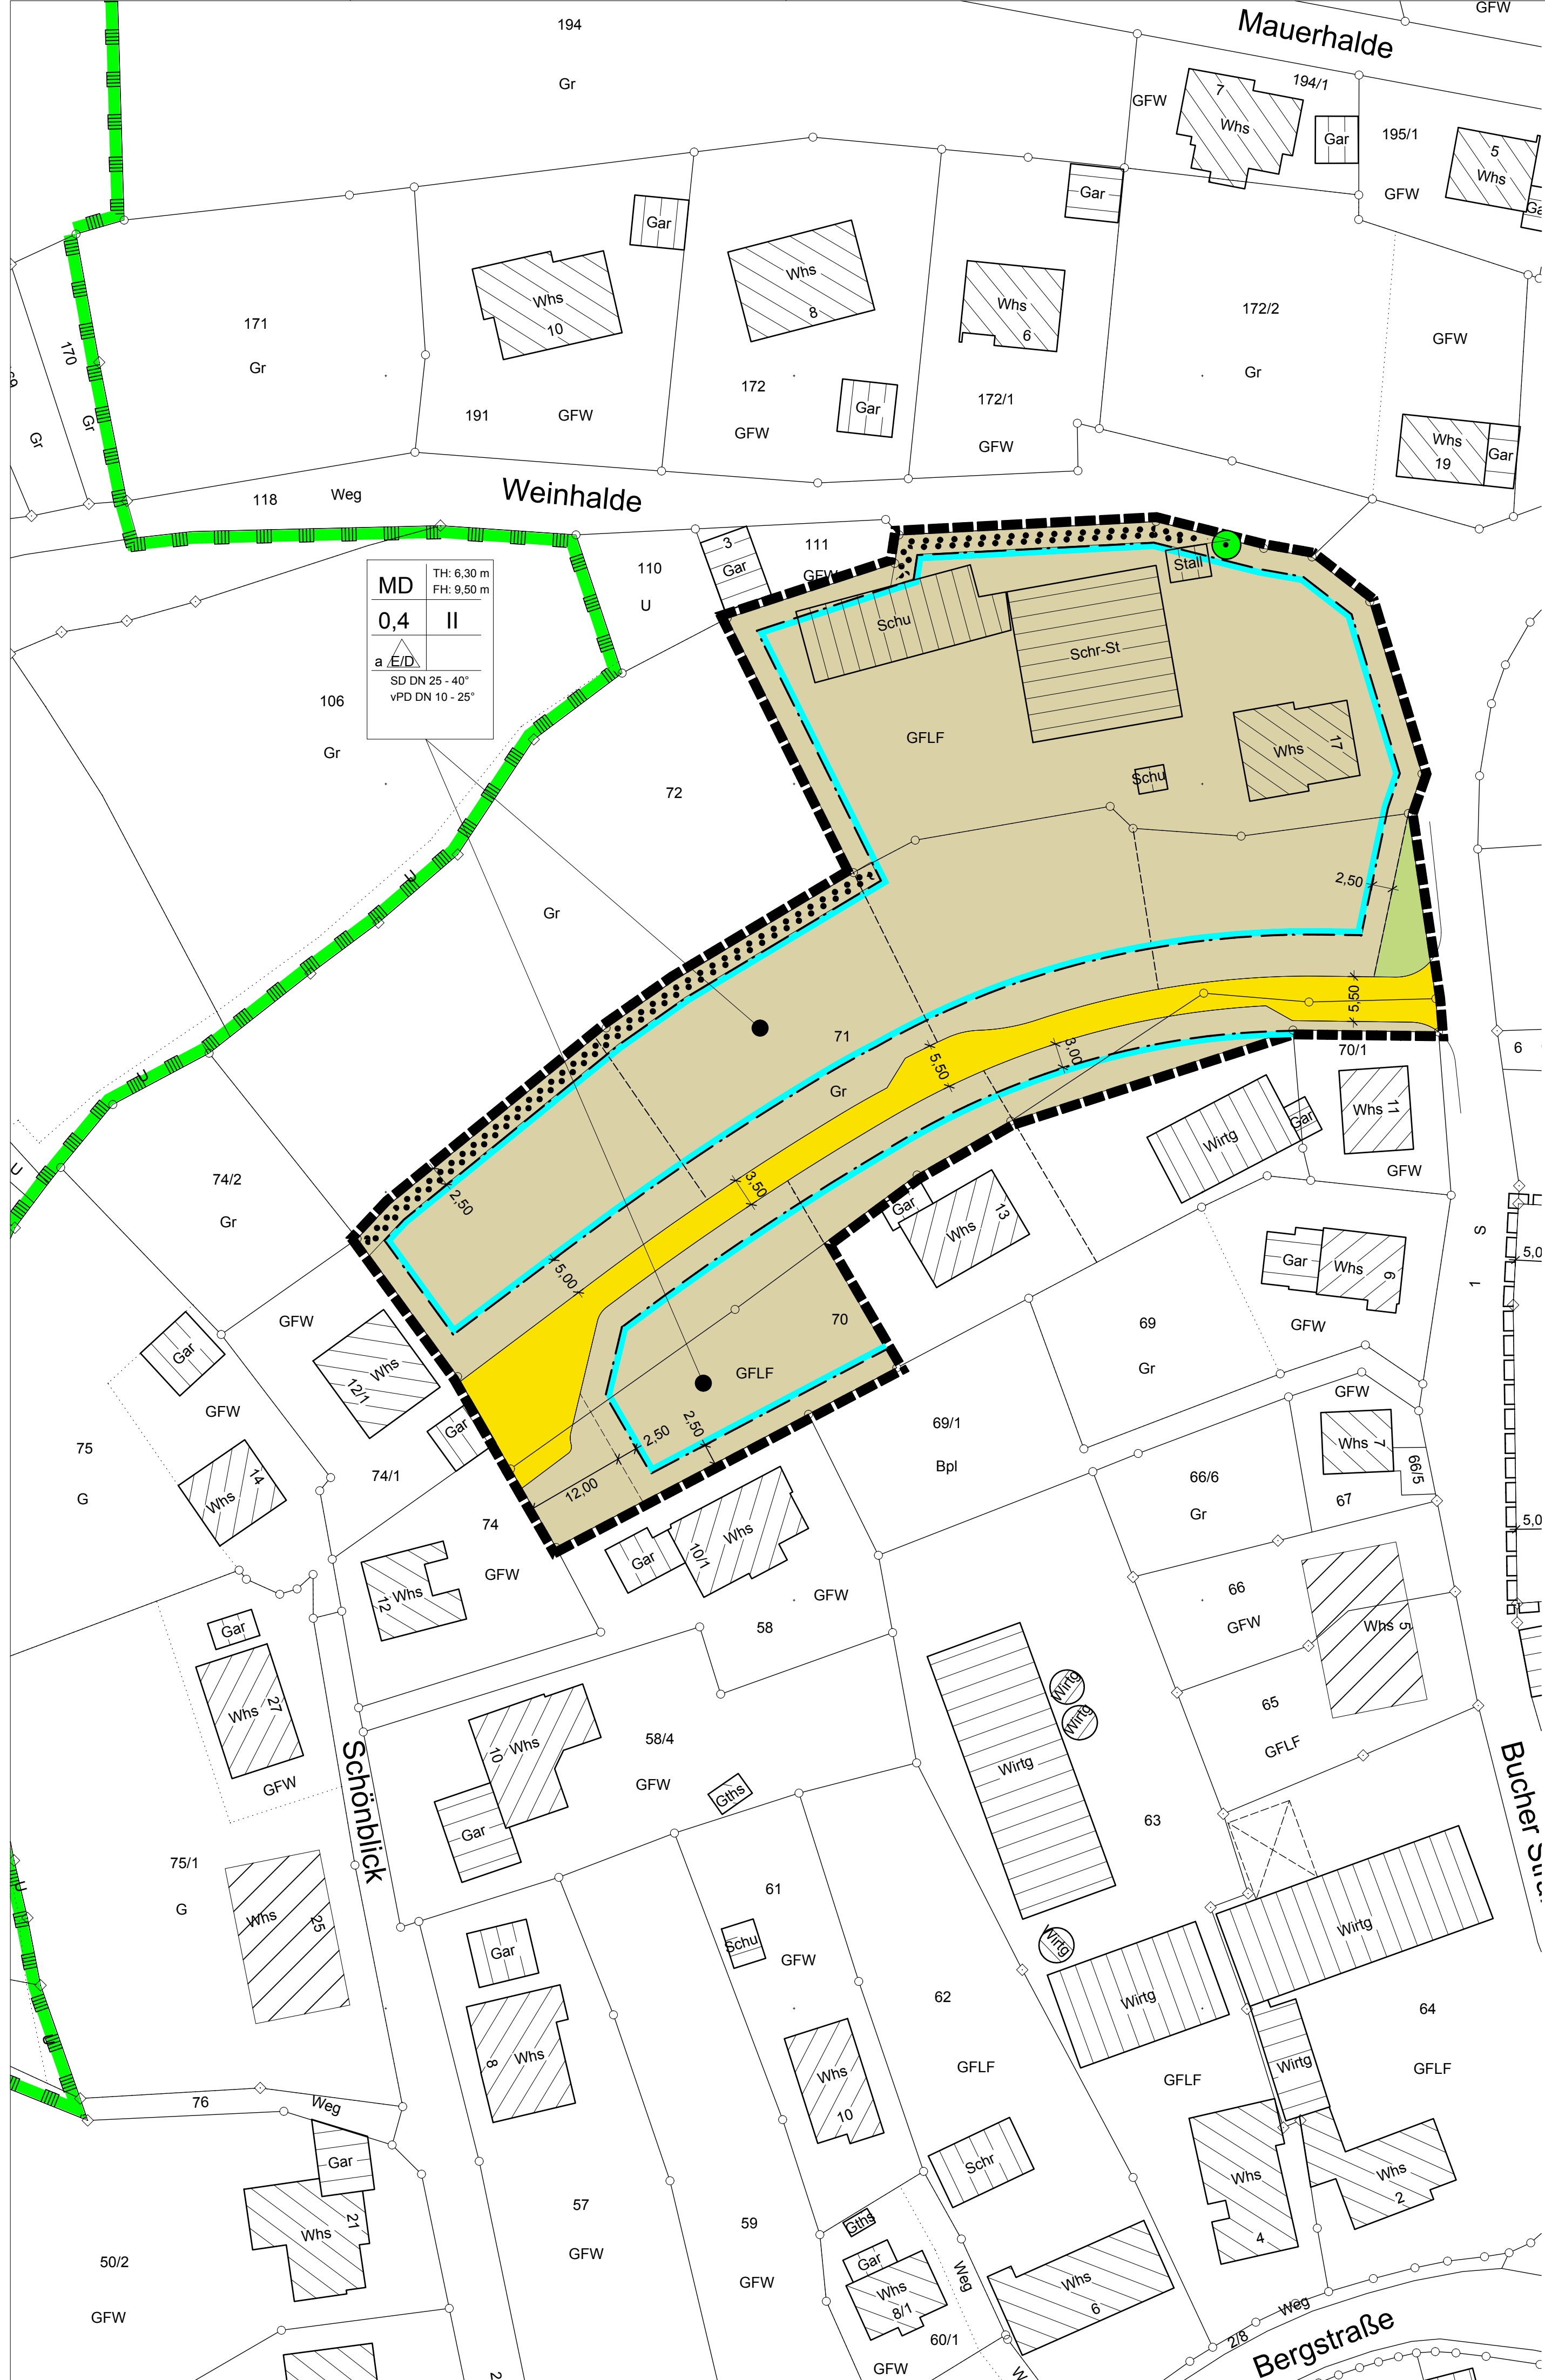 GFW
194
Mauerhalde
Gr
194/1
7
Whs
GFW
Gar
195/1
5
Whs
GFW
Gar
Gar
Whs
10
Whs
8
Whs
6
172/2
171
170
Gr
Gr
Gr
Gr
GFW
191
GFW
172
GFW
Gar
172/1
GFW
Whs
19
Gar
118
Weg
Weinhalde
3
Gar
111
GFW
110
U
MD
TH: 6,30 m
FH: 9,50 m
0,4
II
a
E/D
SD DN 25 - 40°
vPD DN 10 - 25°
Stall
Schu
Schr-St
GFLF
Whs
17
Schu
106
Gr
72
Gr
U
U
U
2,50
5,50
5,50
3,00
71
Gr
3,50
5,00
2,50
70/1
6
Whs
11
Wirtg
Gar
GFW
74/2
Gr
Gar
Whs
13
S
1
5,0
Gar
Whs
6
GFW
69
Gr
70
GFLF
2,50
2,50
12,00
GFW
Gar
Whs
12/1
Gar
GFW
75
G
Whs
14
74/1
74
GFW
Whs
12
Gar
10/1
Whs
GFW
69/1
Bpl
GFW
Whs
7
66/5
66/6
Gr
67
5,0
66
GFW
Whs
5
58
Gar
Whs
27
GFW
Schönblick
10
Whs
Gar
58/4
GFW
Gths
Wirtg
Wirtg
Wirtg
65
GFLF
63
Bucher
75/1
G
Whs
25
U
61
Schu
GFW
Gar
Wirtg
Wirtg
Wirtg
62
GFLF
64
GFLF
GFLF
Wirtg
8
Whs
Whs
10
76
Weg
Gar
Whs
21
Schr
Whs
4
Whs
2
57
GFW
59
GFW
Gths
Gar
Whs
8/1
Weg
Whs
6
50/2
GFW
60/1
GFW
Weg
2/8
Bergstraße